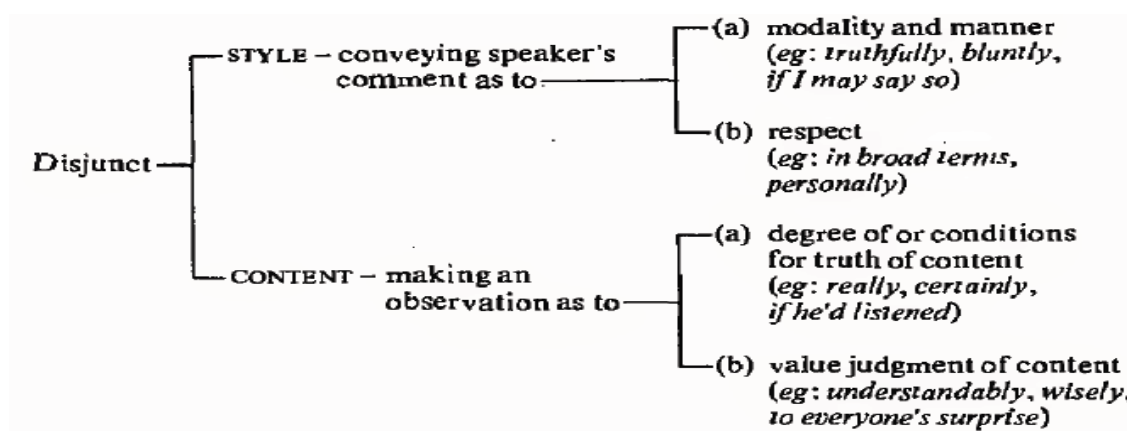 Disjunct
STYLE – conveying speaker's
comment as to
(a) modality and manner
(eg: truthfully, bluntly,
if I may say so)
(b) respect
(eg: in broad terms,
personally)
CONTENT – making an
observation as to
(a) degree of or conditions
for truth of content
(eg: really, certainly,
if he'd listened)
(b) value judgment of content
(eg: understandably, wisely,
to everyone's surprise)